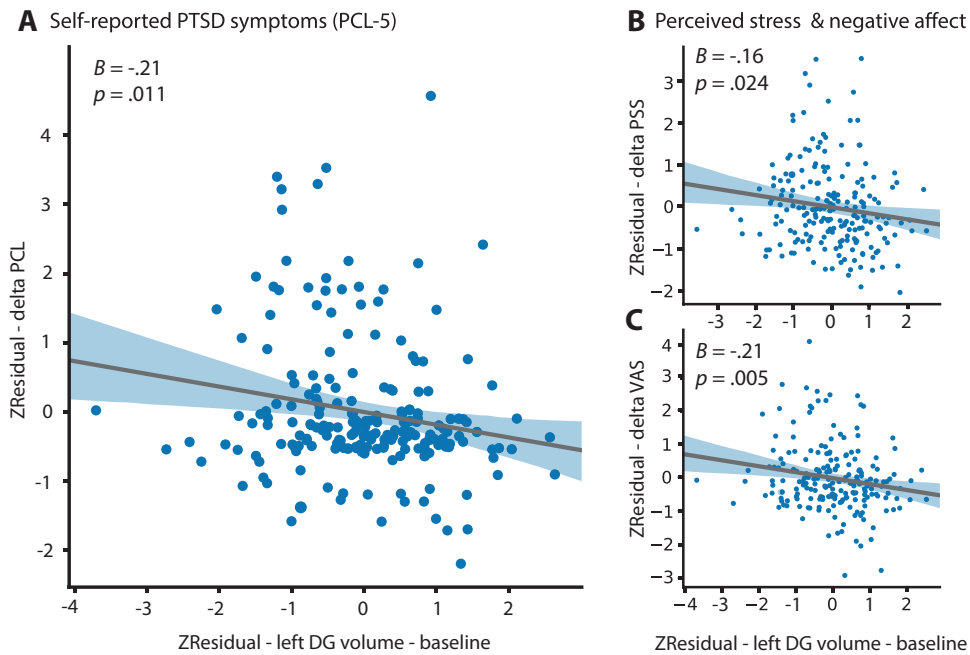 A Self-reported PTSD symptoms (PCL-5)
B = -.21
p = .011
ZResidual - delta PCL
4
3
2
1
0
-1
-2
-4 -3 -2 -1 0 1 2
ZResidual - left DG volume - baseline
B Perceived stress & negative affect
B = -.16
p = .024
ZResidual - delta PSS
3
2
1
0
−1
−2
-3 -2 -1 0 1 2
C
B = -.21
p = .005
ZResidual - delta VAS
4
3
2
1
0
−1
−2
−3
−4 −3 −2 −1 0 1 2
ZResidual - left DG volume - baseline